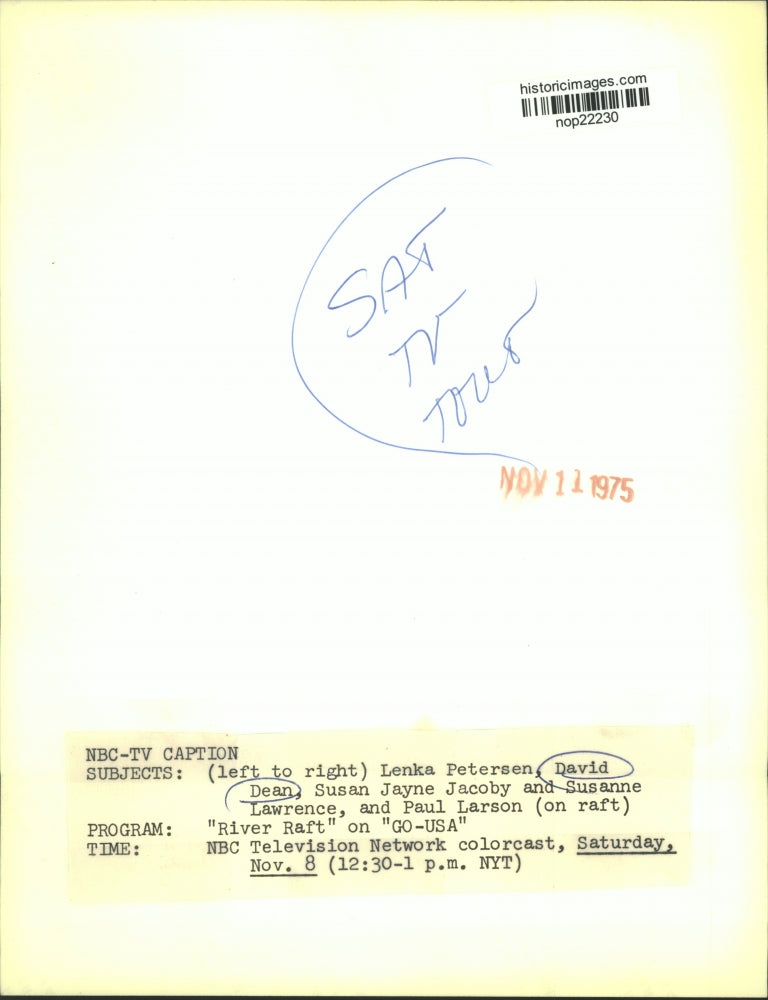 historicimages.com
nop22230
SAT
TV
NOV 11 1975
NBC-TV CAPTION
SUBJECTS: (left to right) Lenka Petersen, David
Dean, Susan Jayne Jacoby and Susanne
Lawrence, and Paul Larson (on raft)
PROGRAM: "River Raft" on "GO-USA"
TIME: NBC Television Network colorcast, Saturday,
Nov. 8 (12:30-1 p.m. NYT)